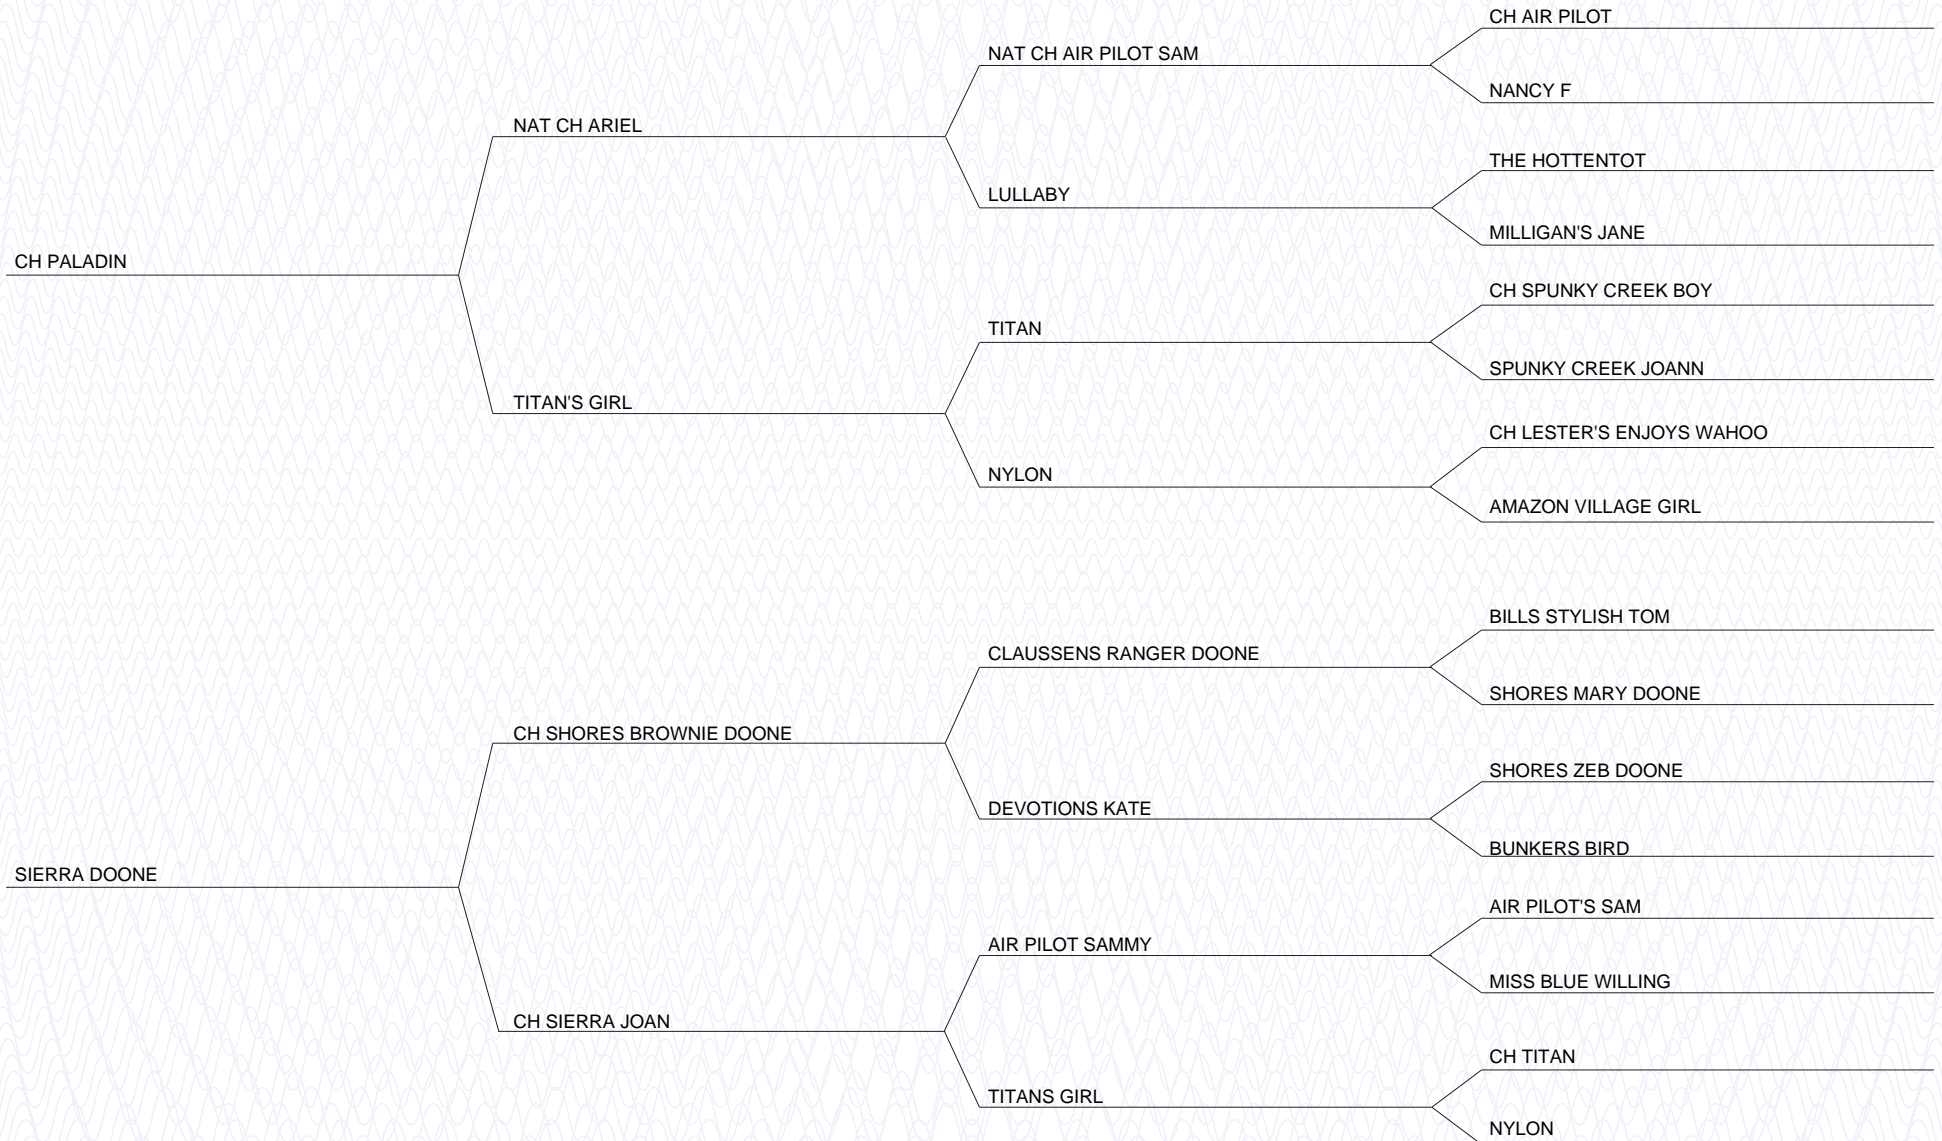 CH AIR PILOT
NAT CH AIR PILOT SAM
NANCY F
NAT CH ARIEL
THE HOTTENTOT
LULLABY
MILLIGAN'S JANE
CH PALADIN
CH SPUNKY CREEK BOY
TITAN
SPUNKY CREEK JOANN
TITAN'S GIRL
CH LESTER'S ENJOYS WAHOO
NYLON
AMAZON VILLAGE GIRL
BILLS STYLISH TOM
CLAUSSENS RANGER DOONE
SHORES MARY DOONE
CH SHORES BROWNIE DOONE
SHORES ZEB DOONE
DEVOTIONS KATE
BUNKERS BIRD
SIERRA DOONE
AIR PILOT'S SAM
AIR PILOT SAMMY
MISS BLUE WILLING
CH SIERRA JOAN
CH TITAN
TITANS GIRL
NYLON